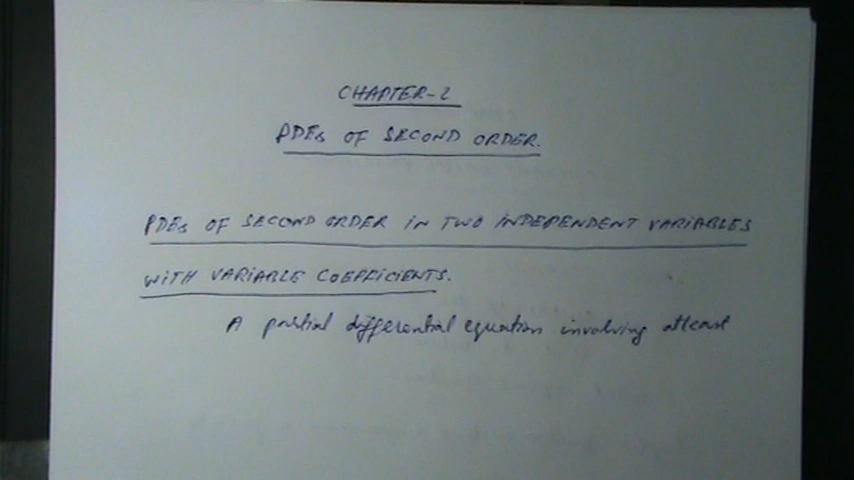 CHAPTER-2
PDEs OF SECOND ORDER.
PDEs OF SECOND ORDER IN TWO INDEPENDENT VARIABLES
WITH VARIABLE COEFFICIENTS.
A partial differential equation involving atleast